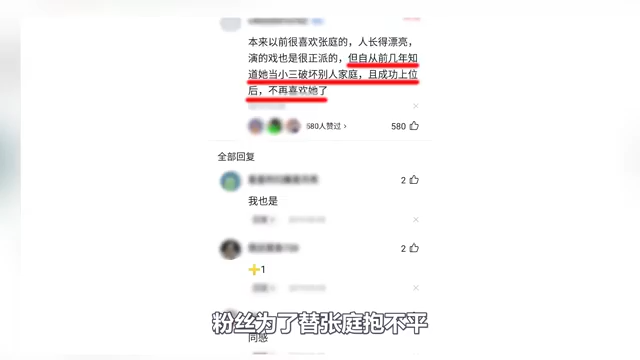 本来以前很喜欢张庭的，人长得漂亮，
演的戏也是很正派的，但自从前几年知
道她当小三破坏别人家庭，且成功上位
后，不再喜欢她了
580人赞过 >
580
全部回复
2
我也是
2
+1
粉丝为了替张庭抱不平
同感